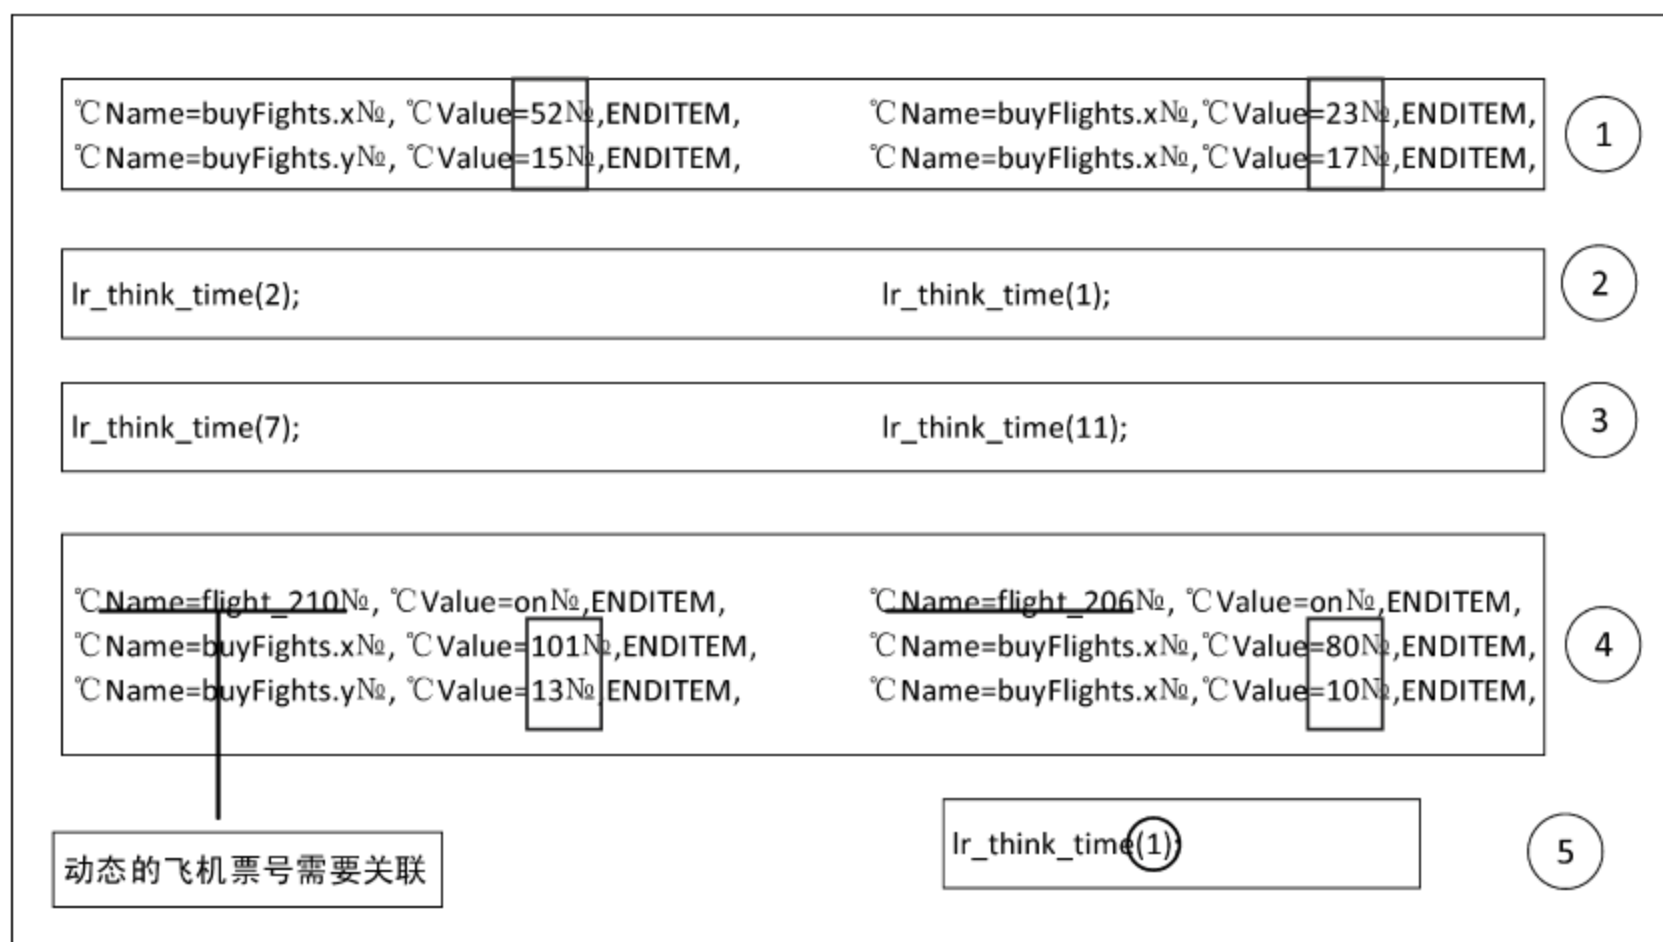 ℃Name=buyFights.x№, ℃Value=52№,ENDITEM, ℃Name=buyFlights.x№,℃Value=23№,ENDITEM,
℃Name=buyFights.y№, ℃Value=15№,ENDITEM, ℃Name=buyFlights.x№,℃Value=17№,ENDITEM,
1
lr_think_time(2); lr_think_time(1);
2
lr_think_time(7); lr_think_time(11);
3
℃Name=flight_210№, ℃Value=on№,ENDITEM, ℃Name=flight_206№, ℃Value=on№,ENDITEM,
℃Name=buyFights.x№, ℃Value=101№,ENDITEM, ℃Name=buyFlights.x№,℃Value=80№,ENDITEM,
℃Name=buyFights.y№, ℃Value=13№,ENDITEM, ℃Name=buyFlights.x№,℃Value=10№,ENDITEM,
4
lr_think_time(1);
5
动态的飞机票号需要关联